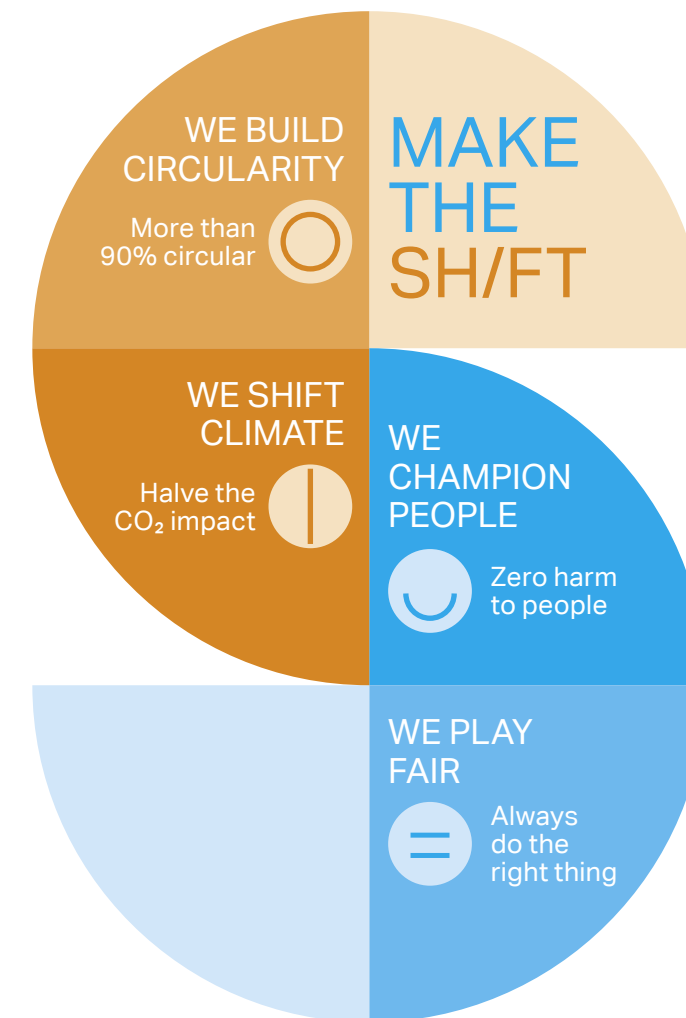 MAKE
THE
SH/FT
WE BUILD
CIRCULARITY
More than
90% circular
WE SHIFT
CLIMATE
Halve the
CO₂ impact
WE
CHAMPION
PEOPLE
Zero harm
to people
WE PLAY
FAIR
Always
do the
right thing